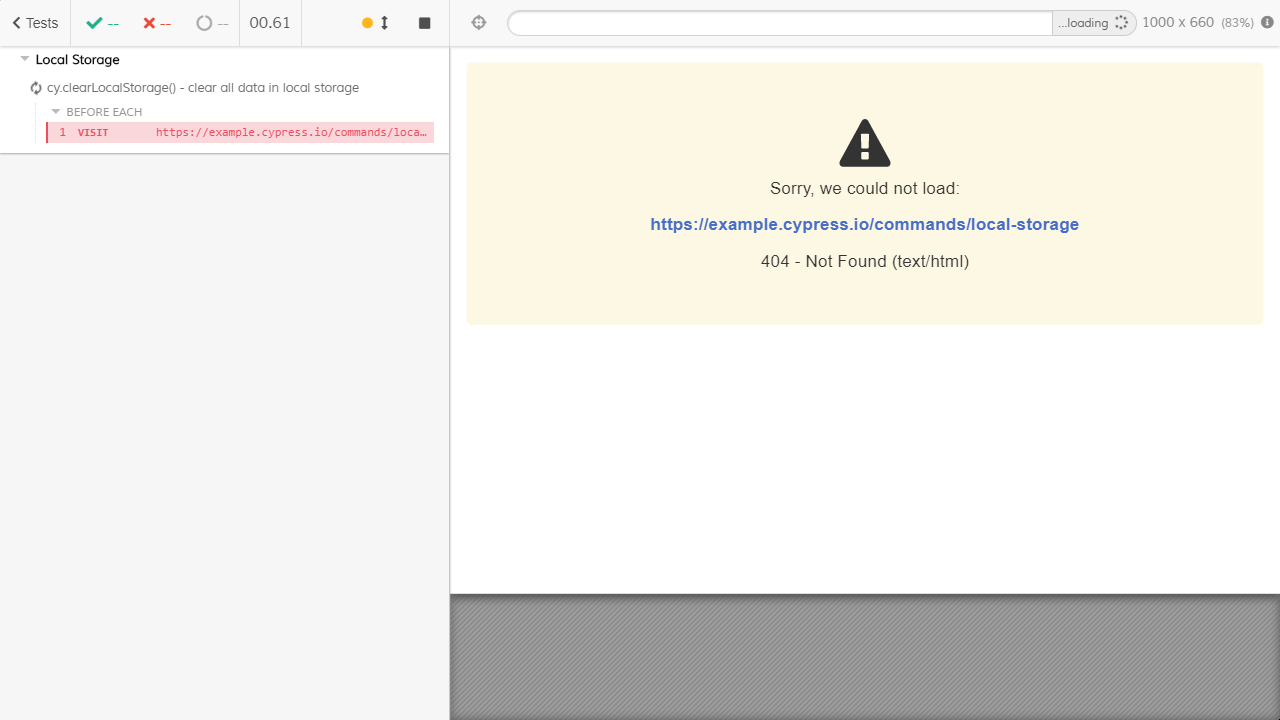 Tests
--
--
--
00.61
...loading
1000 x 660 (83%)
Local Storage
cy.clearLocalStorage() - clear all data in local storage
BEFORE EACH
1 VISIT https://example.cypress.io/commands/loca…
Sorry, we could not load:
https://example.cypress.io/commands/local-storage
404 - Not Found (text/html)